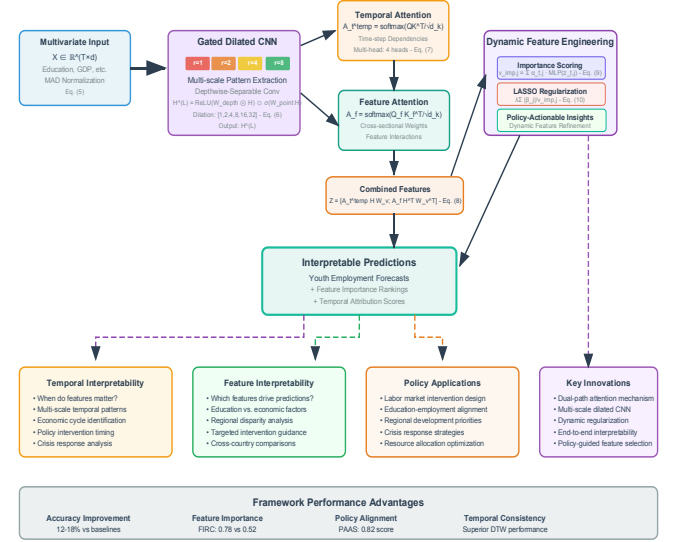 Temporal Attention
A_t^temp = softmax(QK^T/√d_k)
Time-step Dependencies
Multi-head: 4 heads - Eq. (7)
Multivariate Input
X ∈ ℝ^(T×d)
Education, GDP, etc.
MAD Normalization
Eq. (5)
Gated Dilated CNN
r=1 r=2 r=4 r=8
Multi-scale Pattern Extraction
Depthwise-Separable Conv
Dilation: [1,2,4,8,16,32] - Eq. (6)
Output: H^(L)
Dynamic Feature Engineering
Importance Scoring
v_imp,j = Σ α_t,j · MLP(z_t,j) - Eq. (9)
LASSO Regularization
λΣ |β_j|/v_imp,j - Eq. (10)
Policy-Actionable Insights
Dynamic Feature Refinement
Feature Attention
A_f = softmax(Q_f K_f^T/√d_k)
Cross-sectional Weights
Feature Interactions
Combined Features
Z = [A_t^temp H W_v; A_f H^T W_v^T] - Eq. (8)
Interpretable Predictions
Youth Employment Forecasts
+ Feature Importance Rankings
+ Temporal Attribution Scores
Temporal Interpretability
• When do features matter?
• Multi-scale temporal patterns
• Economic cycle identification
• Policy intervention timing
• Crisis response analysis
Feature Interpretability
• Which features drive predictions?
• Education vs. economic factors
• Regional disparity analysis
• Targeted intervention guidance
• Cross-country comparisons
Policy Applications
• Labor market intervention design
• Education-employment alignment
• Regional development priorities
• Crisis response strategies
• Resource allocation optimization
Key Innovations
• Dual-path attention mechanism
• Multi-scale dilated CNN
• Dynamic regularization
• End-to-end interpretability
• Policy-guided feature selection
Framework Performance Advantages
Accuracy Improvement
12-18% vs baselines
Feature Importance
FIRC: 0.78 vs 0.52
Policy Alignment
PAAS: 0.82 score
Temporal Consistency
Superior DTW performance